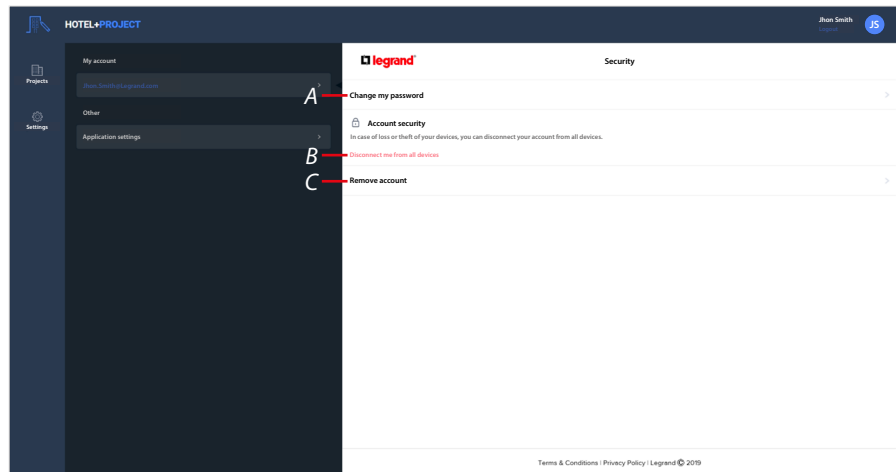 HOTEL+PROJECT
Jhon Smith
Logout
JS
Projects
Settings
My account
Jhon.Smith@Legrand.com
Other
Application settings
legrand
Security
A
Change my password
Account security
In case of loss or theft of your devices, you can disconnect your account from all devices.
B
Disconnect me from all devices
C
Remove account
Terms & Conditions | Privacy Policy | Legrand © 2019